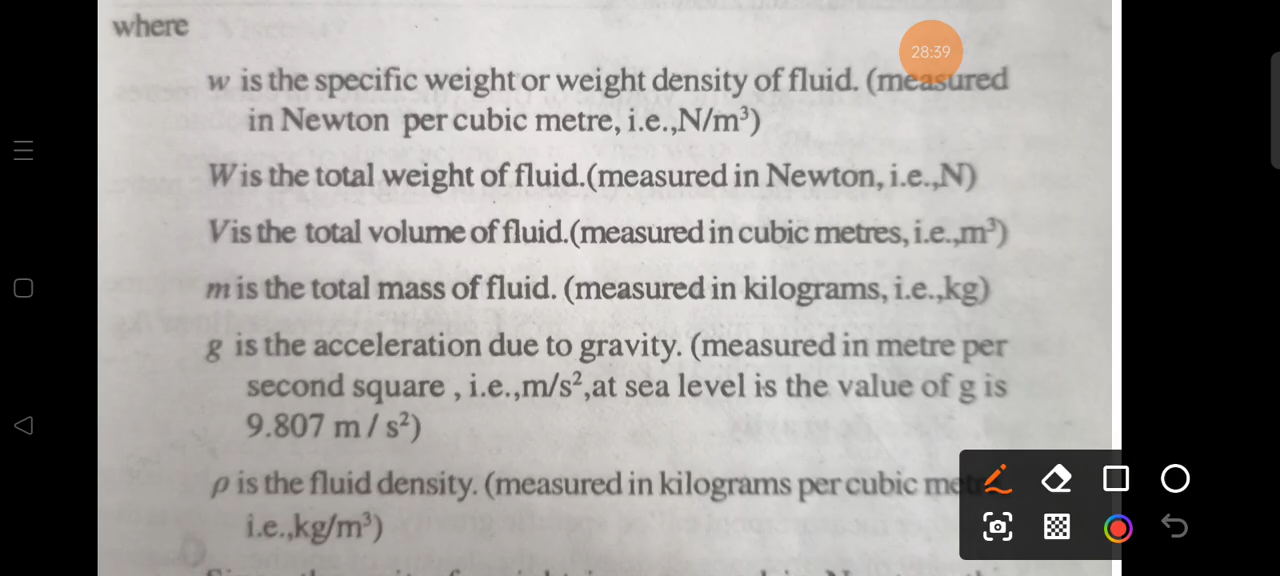 where
28:39
w is the specific weight or weight density of fluid. (measured
in Newton per cubic metre, i.e.,N/m³)
W is the total weight of fluid.(measured in Newton, i.e.,N)
V is the total volume of fluid.(measured in cubic metres, i.e.,m³)
m is the total mass of fluid. (measured in kilograms, i.e.,kg)
g is the acceleration due to gravity. (measured in metre per
second square , i.e.,m/s²,at sea level is the value of g is
9.807 m / s²)
ρ is the fluid density. (measured in kilograms per cubic
i.e.,kg/m³)